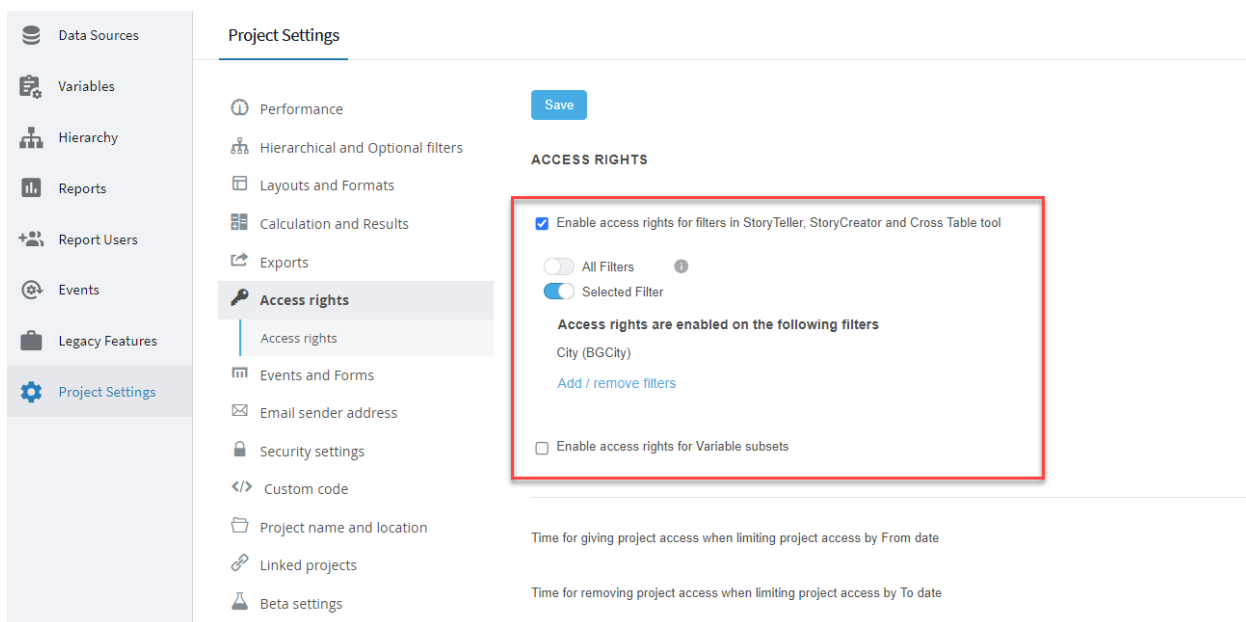 Data Sources
Variables
Hierarchy
Reports
Report Users
Events
Legacy Features
Project Settings
Project Settings
Performance
Hierarchical and Optional filters
Layouts and Formats
Calculation and Results
Exports
Access rights
Access rights
Events and Forms
Email sender address
Security settings
Custom code
Project name and location
Linked projects
Beta settings
Save
ACCESS RIGHTS
Enable access rights for filters in StoryTeller, StoryCreator and Cross Table tool
All Filters
Selected Filter
Access rights are enabled on the following filters
City (BGCity)
Add / remove filters
Enable access rights for Variable subsets
Time for giving project access when limiting project access by From date
Time for removing project access when limiting project access by To date